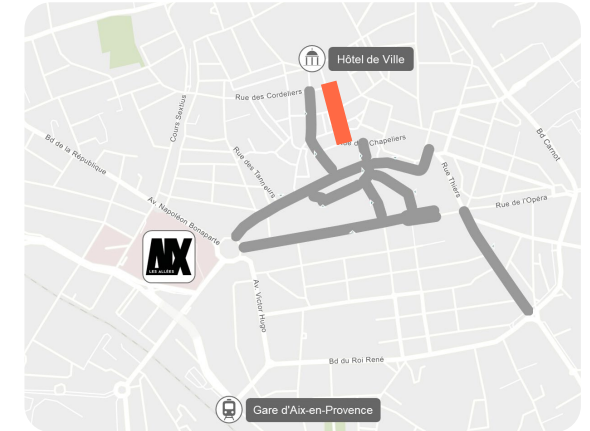 Hôtel de Ville
Rue des Cordeliers
Cours Sextius
Rue des Chapeliers
Bd Carnot
Bd de la République
Rue des Tanneurs
Rue Thiers
Av. Napoléon Bonaparte
Rue de l'Opéra
AIX
LES ALLÉES
Av. Victor Hugo
Bd du Roi René
Gare d'Aix-en-Provence